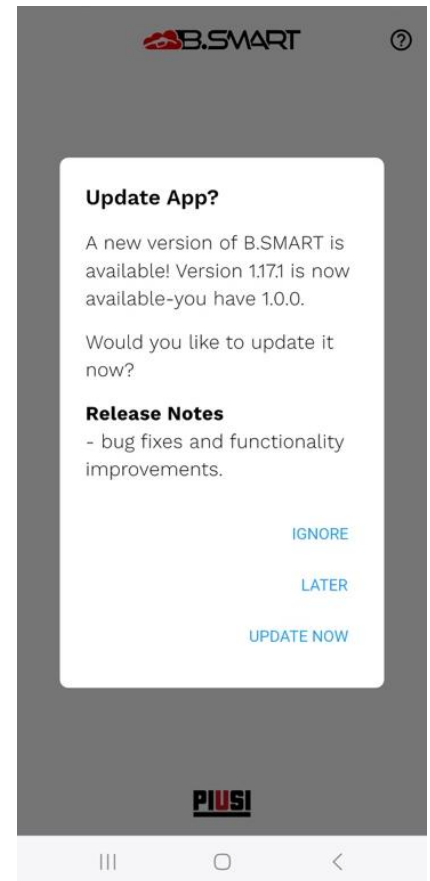 B.SMART
Update App?
A new version of B.SMART is
available! Version 1.17.1 is now
available-you have 1.0.0.
Would you like to update it
now?
Release Notes
- bug fixes and functionality
improvements.
IGNORE
LATER
UPDATE NOW
PIUSI